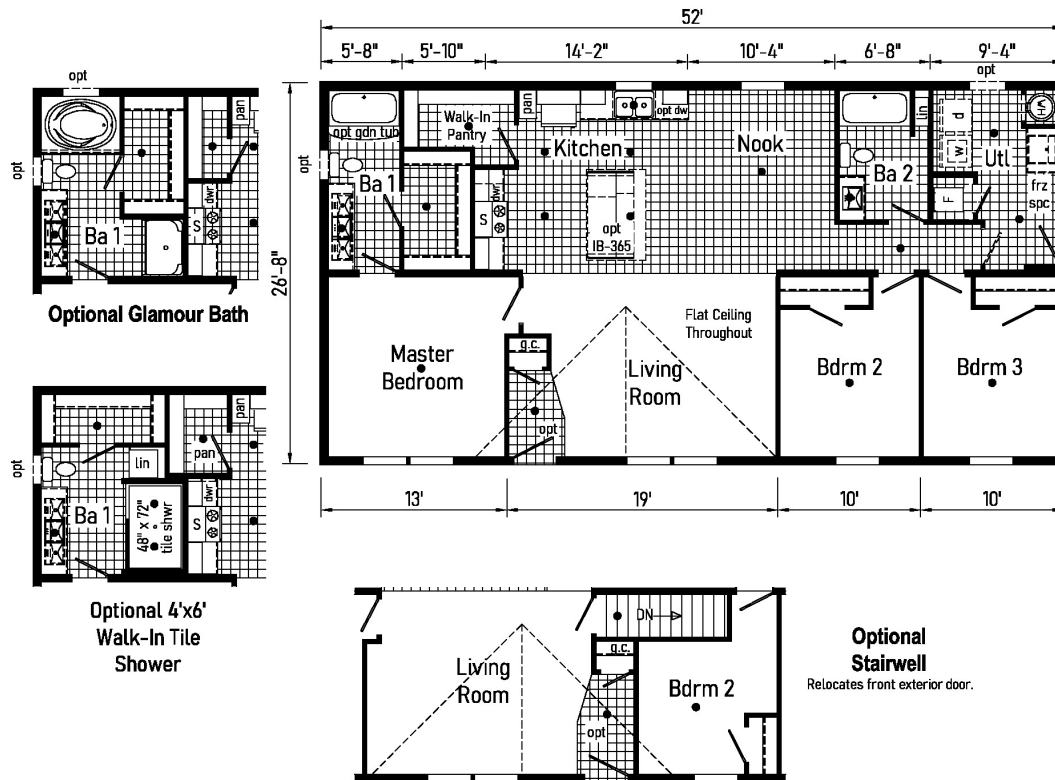 52'
5'-8"
5'-10"
14'-2"
10'-4"
6'-8"
9'-4"
opt
26'-8"
opt
opt gdn tub
Ba 1
Walk-In
Pantry
pan
opt dw
Kitchen
Nook
dwr
S
opt
IB-365
Ba 2
lin
d
w
F
Utl
WH
frz
spc
Master
Bedroom
g.c.
opt
Flat Ceiling
Throughout
Living
Room
Bdrm 2
Bdrm 3
13'
19'
10'
10'
opt
opt
pan
dwr
S
Ba 1
Optional Glamour Bath
opt
pan
pan
lin
Ba 1
48" x 72"
tile shwr
dwr
S
Optional 4'x6'
Walk-In Tile
Shower
DN
g.c.
Living
Room
opt
Bdrm 2
Optional
Stairwell
Relocates front exterior door.